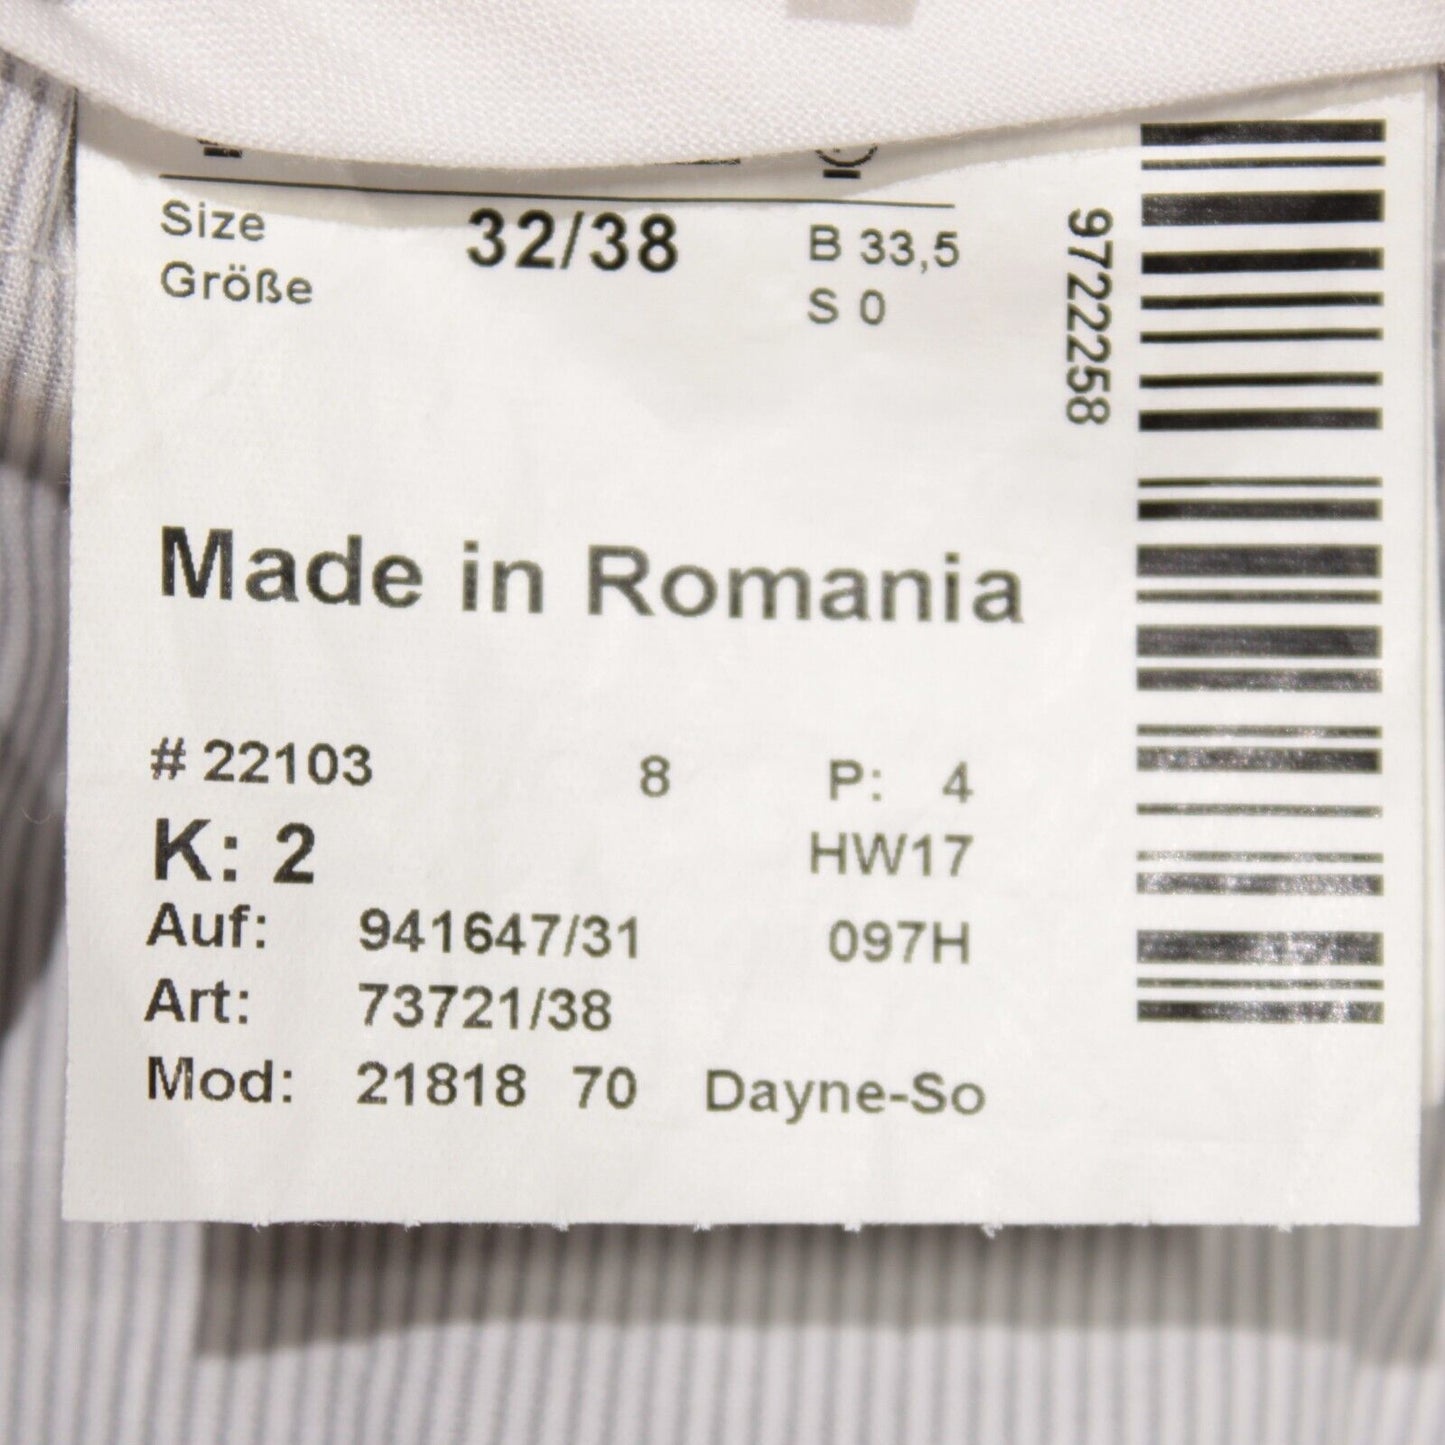 Size 32/38 B 33,5
Größe S 0
9722258
Made in Romania
# 22103 8 P: 4
K: 2 HW17
Auf: 941647/31 097H
Art: 73721/38
Mod: 21818 70 Dayne-So